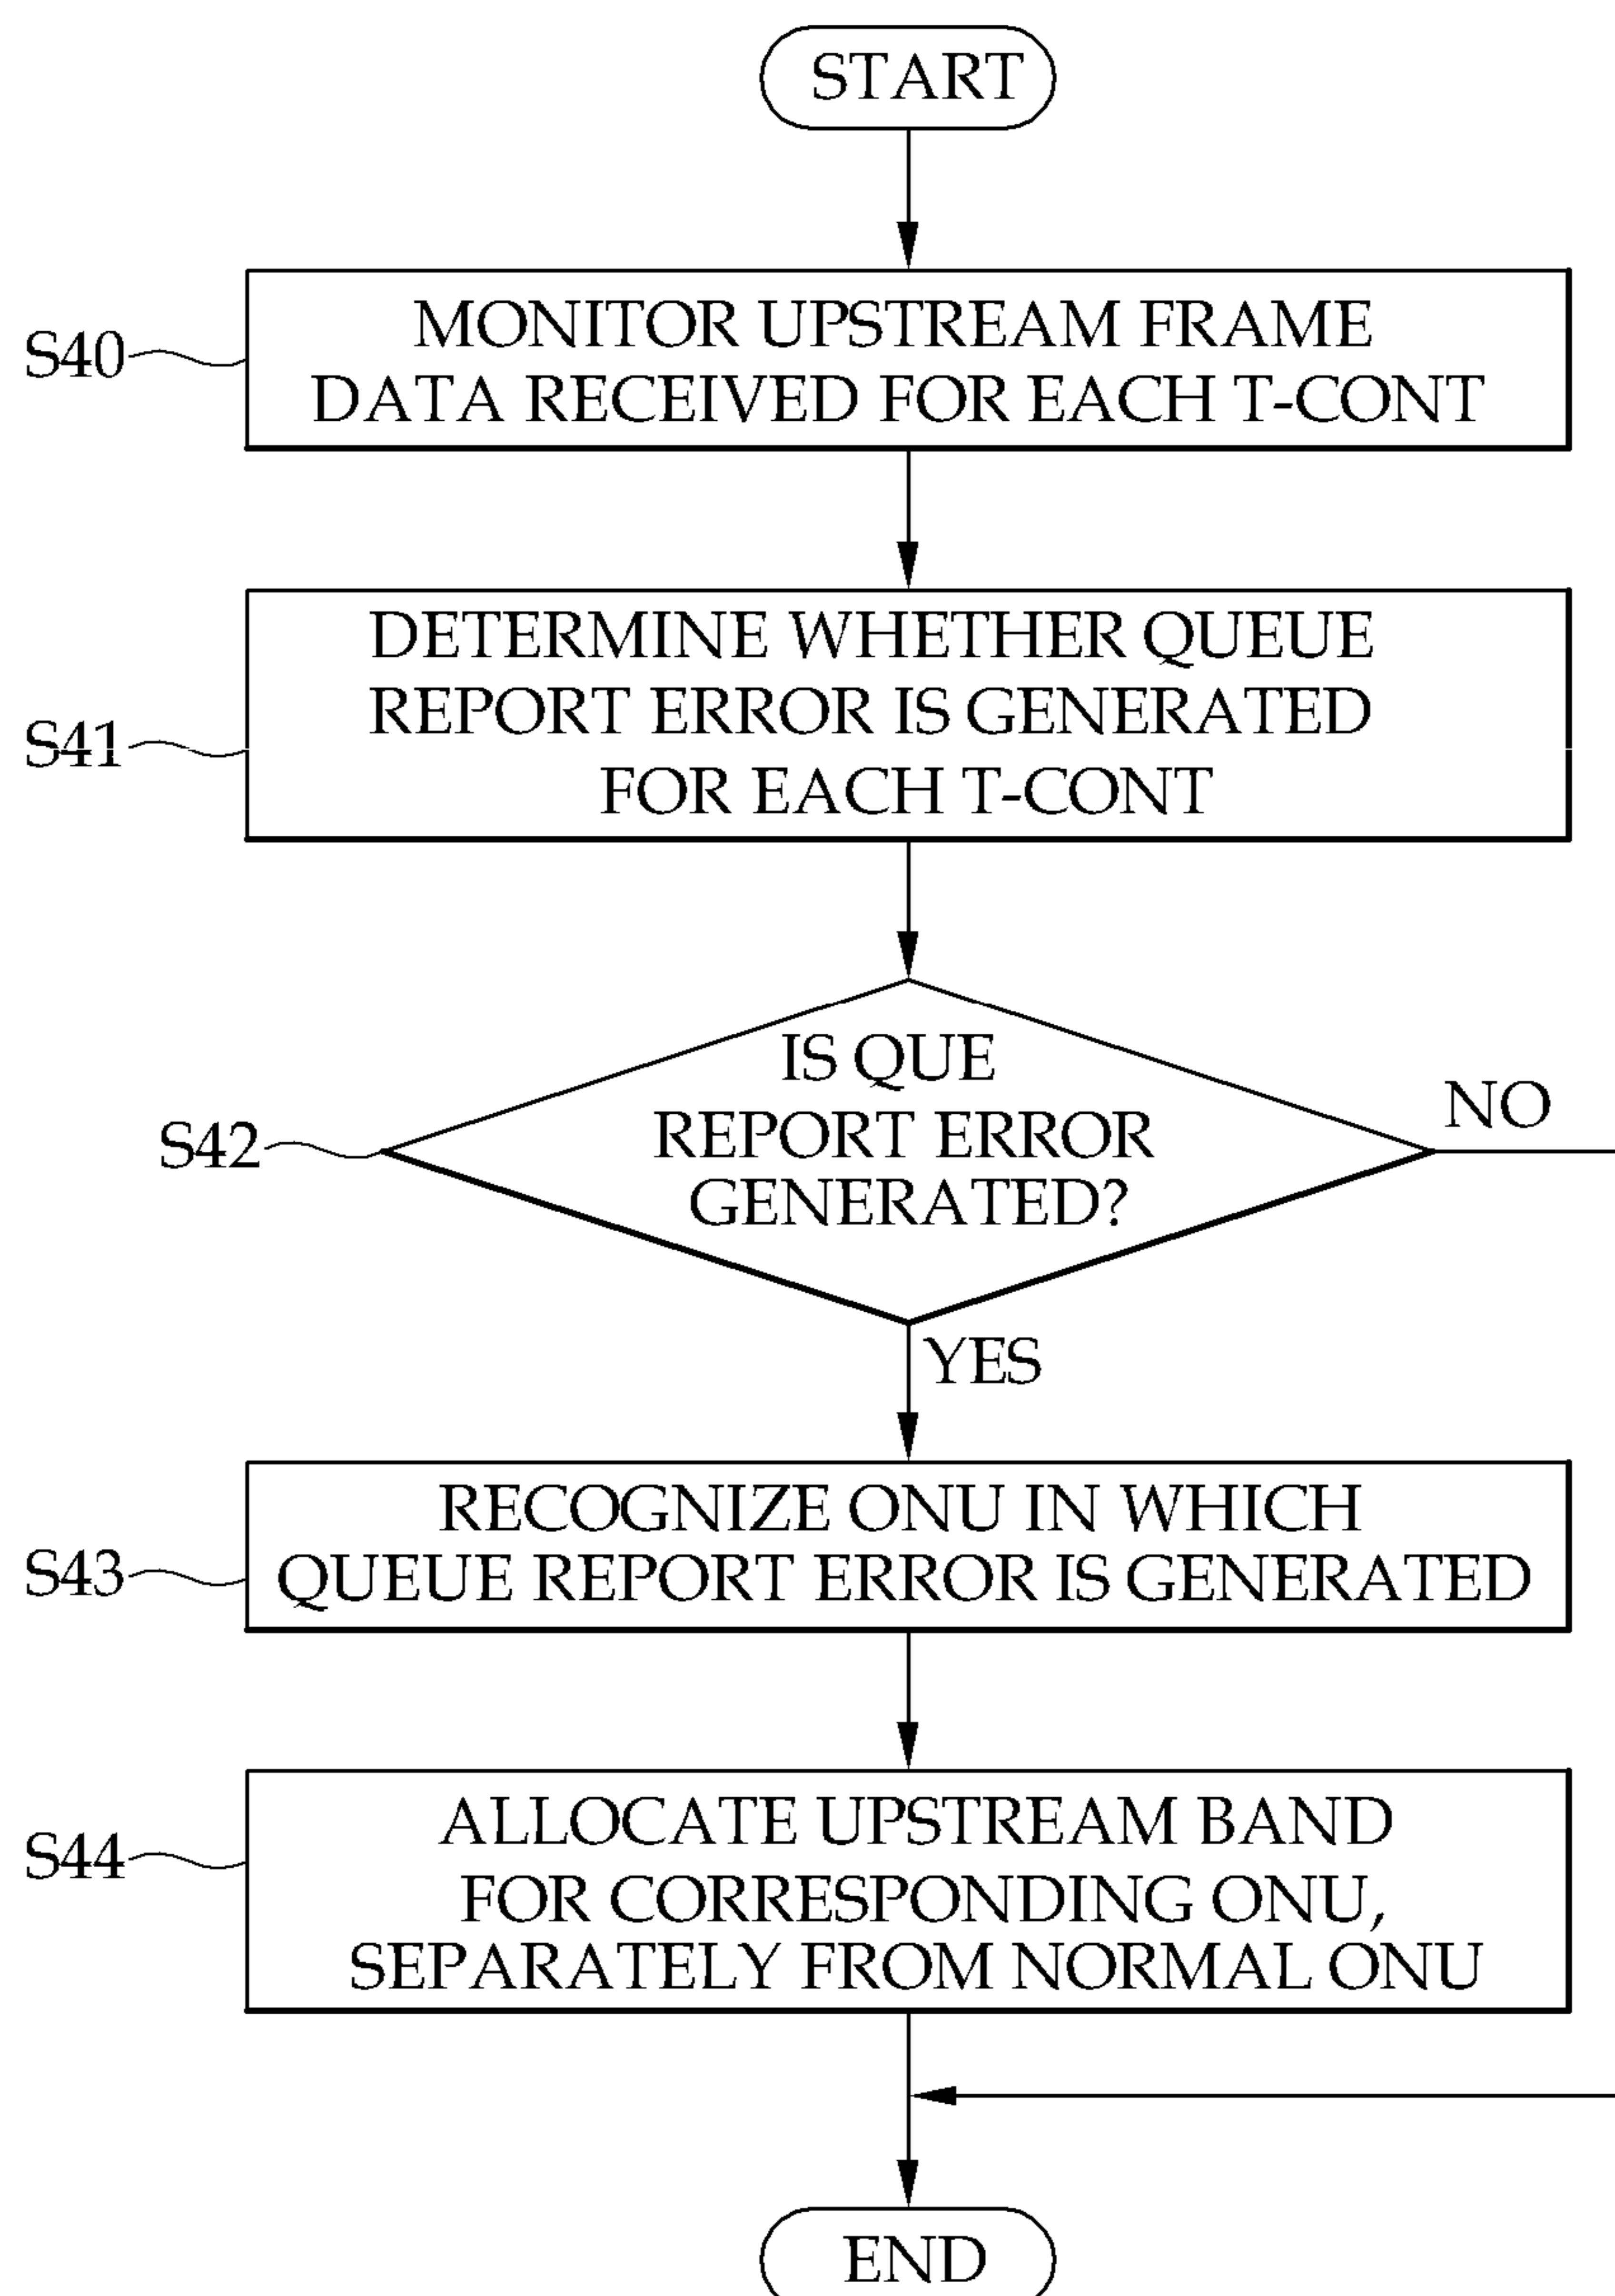 START
S40
MONITOR UPSTREAM FRAME
DATA RECEIVED FOR EACH T-CONT
S41
DETERMINE WHETHER QUEUE
REPORT ERROR IS GENERATED
FOR EACH T-CONT
S42
IS QUE
REPORT ERROR
GENERATED?
NO
YES
S43
RECOGNIZE ONU IN WHICH
QUEUE REPORT ERROR IS GENERATED
S44
ALLOCATE UPSTREAM BAND
FOR CORRESPONDING ONU,
SEPARATELY FROM NORMAL ONU
END